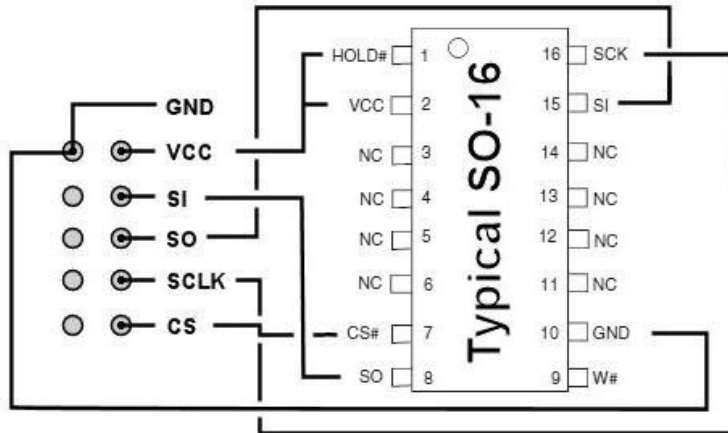 GND
VCC
SI
SO
SCLK
CS
HOLD# 1
VCC 2
NC 3
NC 4
NC 5
NC 6
CS# 7
SO 8
Typical SO-16
16 SCK
15 SI
14 NC
13 NC
12 NC
11 NC
10 GND
9 W#